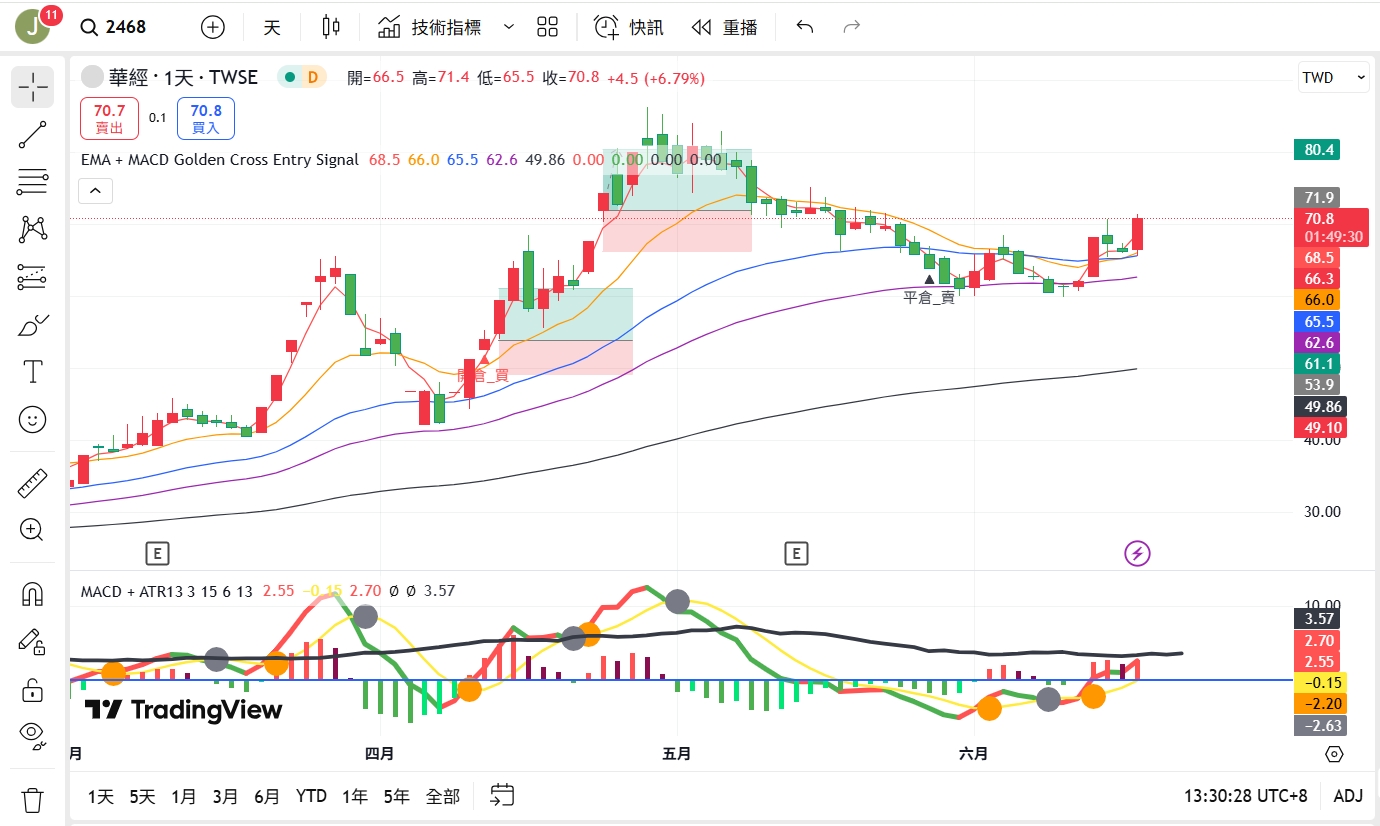 J 11 2468 天 技術指標 快訊 重播
華經 · 1天 · TWSE D 開=66.5 高=71.4 低=65.5 收=70.8 +4.5 (+6.79%) TWD
70.7 賣出 0.1 70.8 買入
EMA + MACD Golden Cross Entry Signal 68.5 66.0 65.5 62.6 49.86 0.00 0.00 0.00 0.00
80.4
71.9
70.8
01:49:30
68.5
66.3
66.0
65.5
62.6
61.1
53.9
49.86
49.10
40.00
30.00
平倉_賣
開倉_買
E E
MACD + ATR13 3 15 6 13 2.55 −0.15 2.70 Ø Ø 3.57
10.00
3.57
2.70
2.55
−0.15
−2.20
−2.63
TradingView
月 四月 五月 六月
1天 5天 1月 3月 6月 YTD 1年 5年 全部 13:30:28 UTC+8 ADJ